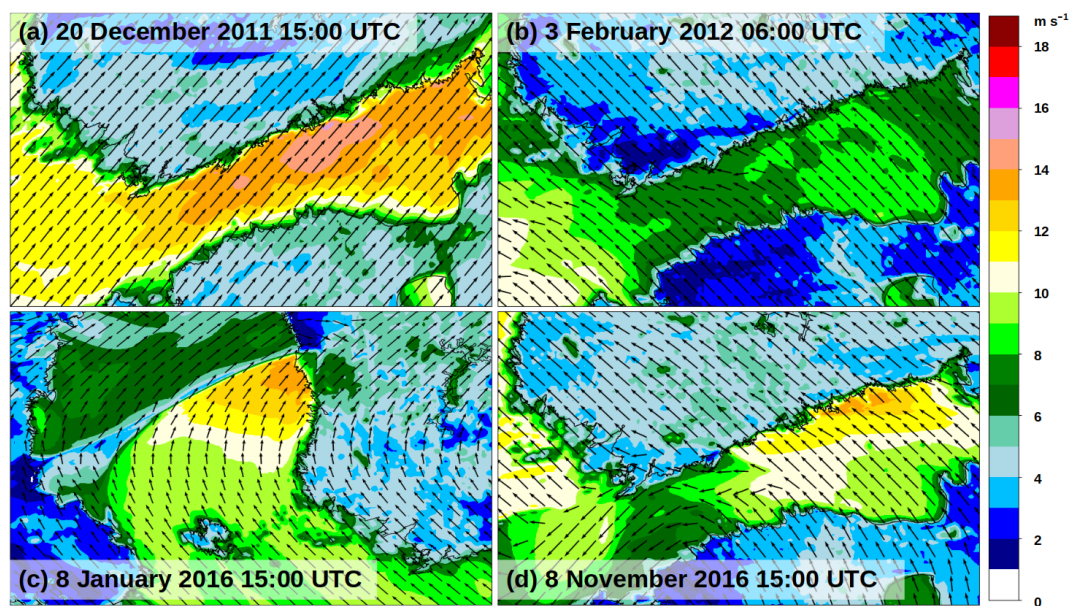 (a) 20 December 2011 15:00 UTC
(b) 3 February 2012 06:00 UTC
(c) 8 January 2016 15:00 UTC
(d) 8 November 2016 15:00 UTC
m s⁻¹
18
16
14
12
10
8
6
4
2
0